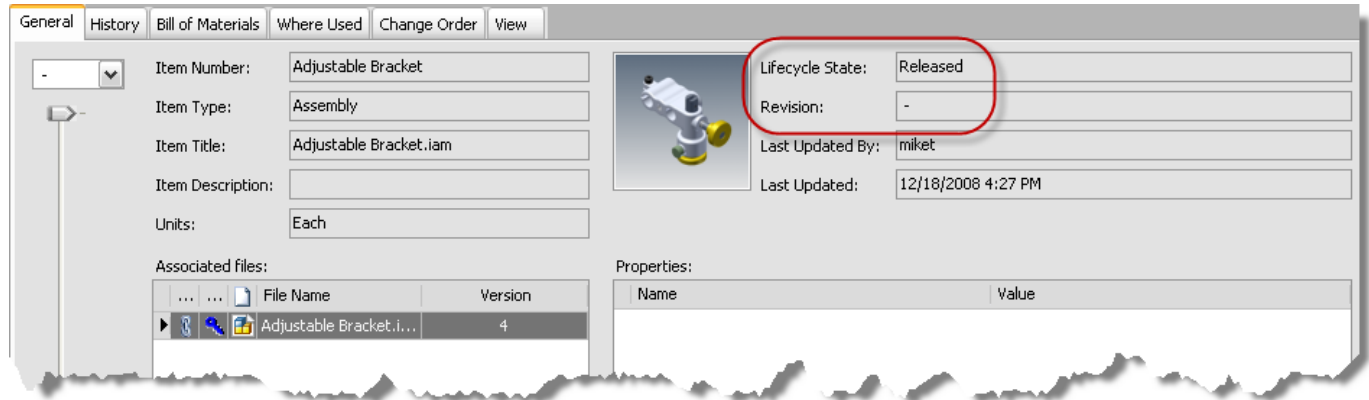 General History Bill of Materials Where Used Change Order View
-
-
Item Number: Adjustable Bracket
Item Type: Assembly
Item Title: Adjustable Bracket.iam
Item Description:
Units: Each
Lifecycle State: Released
Revision: -
Last Updated By: miket
Last Updated: 12/18/2008 4:27 PM
Associated files:
... ... File Name Version
Adjustable Bracket.i... 4
Properties:
Name Value